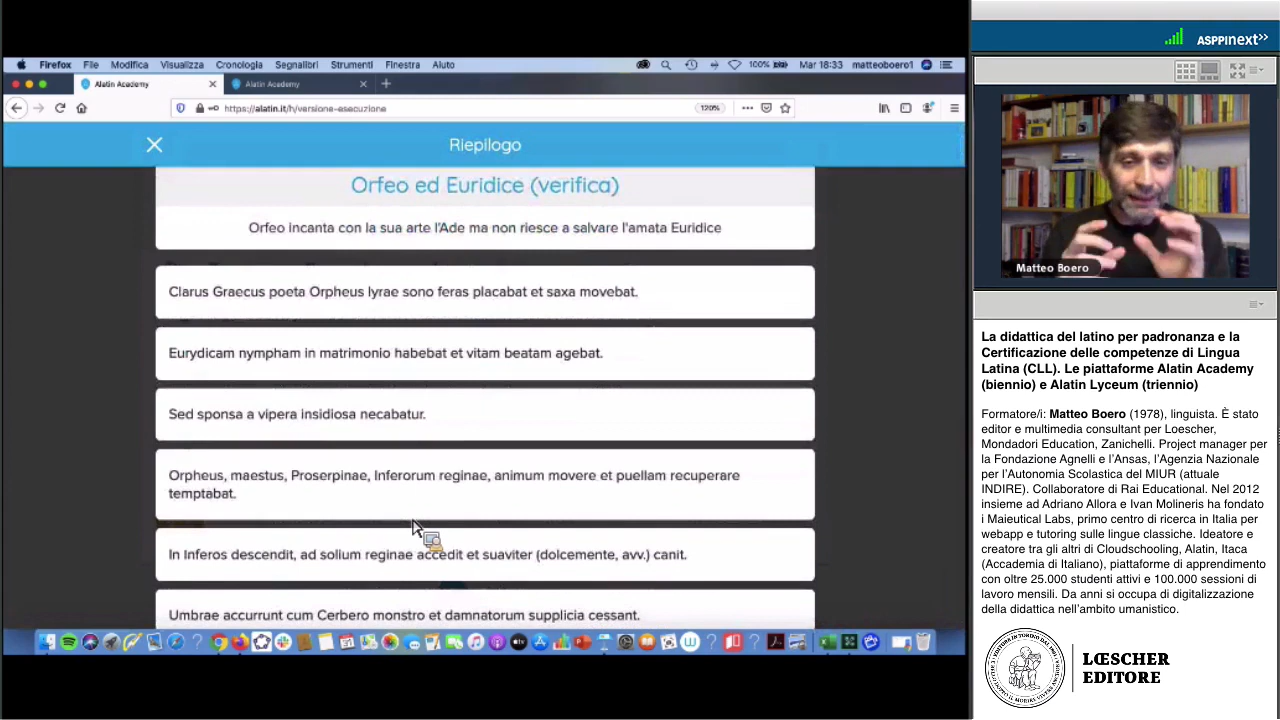 ASPPInext>>
Firefox File Modifica Visualizza Cronologia Segnalibri Strumenti Finestra Aiuto 100% Mar 18:33 matteoboero1
Alatin Academy
Alatin Academy
https://alatin.it/h/versione-esecuzione
120%
Riepilogo
Orfeo ed Euridice (verifica)
Orfeo incanta con la sua arte l'Ade ma non riesce a salvare l'amata Euridice
Clarus Graecus poeta Orpheus lyrae sono feras placabat et saxa movebat.
Eurydicam nympham in matrimonio habebat et vitam beatam agebat.
Sed sponsa a vipera insidiosa necabatur.
Orpheus, maestus, Proserpinae, Inferorum reginae, animum movere et puellam recuperare
temptabat.
In Inferos descendit, ad solium reginae accedit et suaviter (dolcemente, avv.) canit.
Umbrae accurrunt cum Cerbero monstro et damnatorum supplicia cessant.
Matteo Boero
La didattica del latino per padronanza e la
Certificazione delle competenze di Lingua
Latina (CLL). Le piattaforme Alatin Academy
(biennio) e Alatin Lyceum (triennio)
Formatore/i: Matteo Boero (1978), linguista. È stato
editor e multimedia consultant per Loescher,
Mondadori Education, Zanichelli. Project manager per
la Fondazione Agnelli e l'Ansas, l'Agenzia Nazionale
per l'Autonomia Scolastica del MIUR (attuale
INDIRE). Collaboratore di Rai Educational. Nel 2012
insieme ad Adriano Allora e Ivan Molineris ha fondato
i Maieutical Labs, primo centro di ricerca in Italia per
webapp e tutoring sulle lingue classiche. Ideatore e
creatore tra gli altri di Cloudschooling, Alatin, Itaca
(Accademia di Italiano), piattaforme di apprendimento
con oltre 25.000 studenti attivi e 100.000 sessioni di
lavoro mensili. Da anni si occupa di digitalizzazione
della didattica nell'ambito umanistico.
LŒSCHER
EDITORE